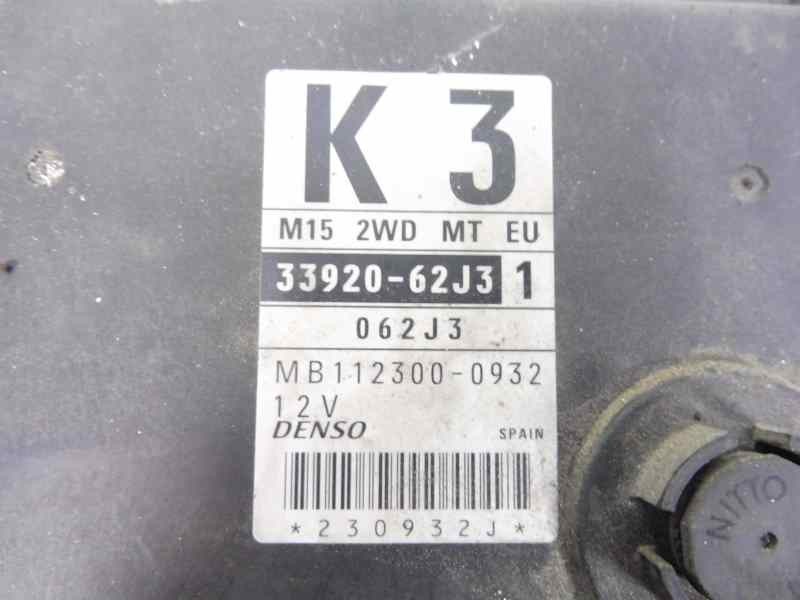 K 3
M15 2WD MT EU
33920-62J3 1
062J3
MB112300-0932
12V
DENSO SPAIN
*230932J*
NITTO